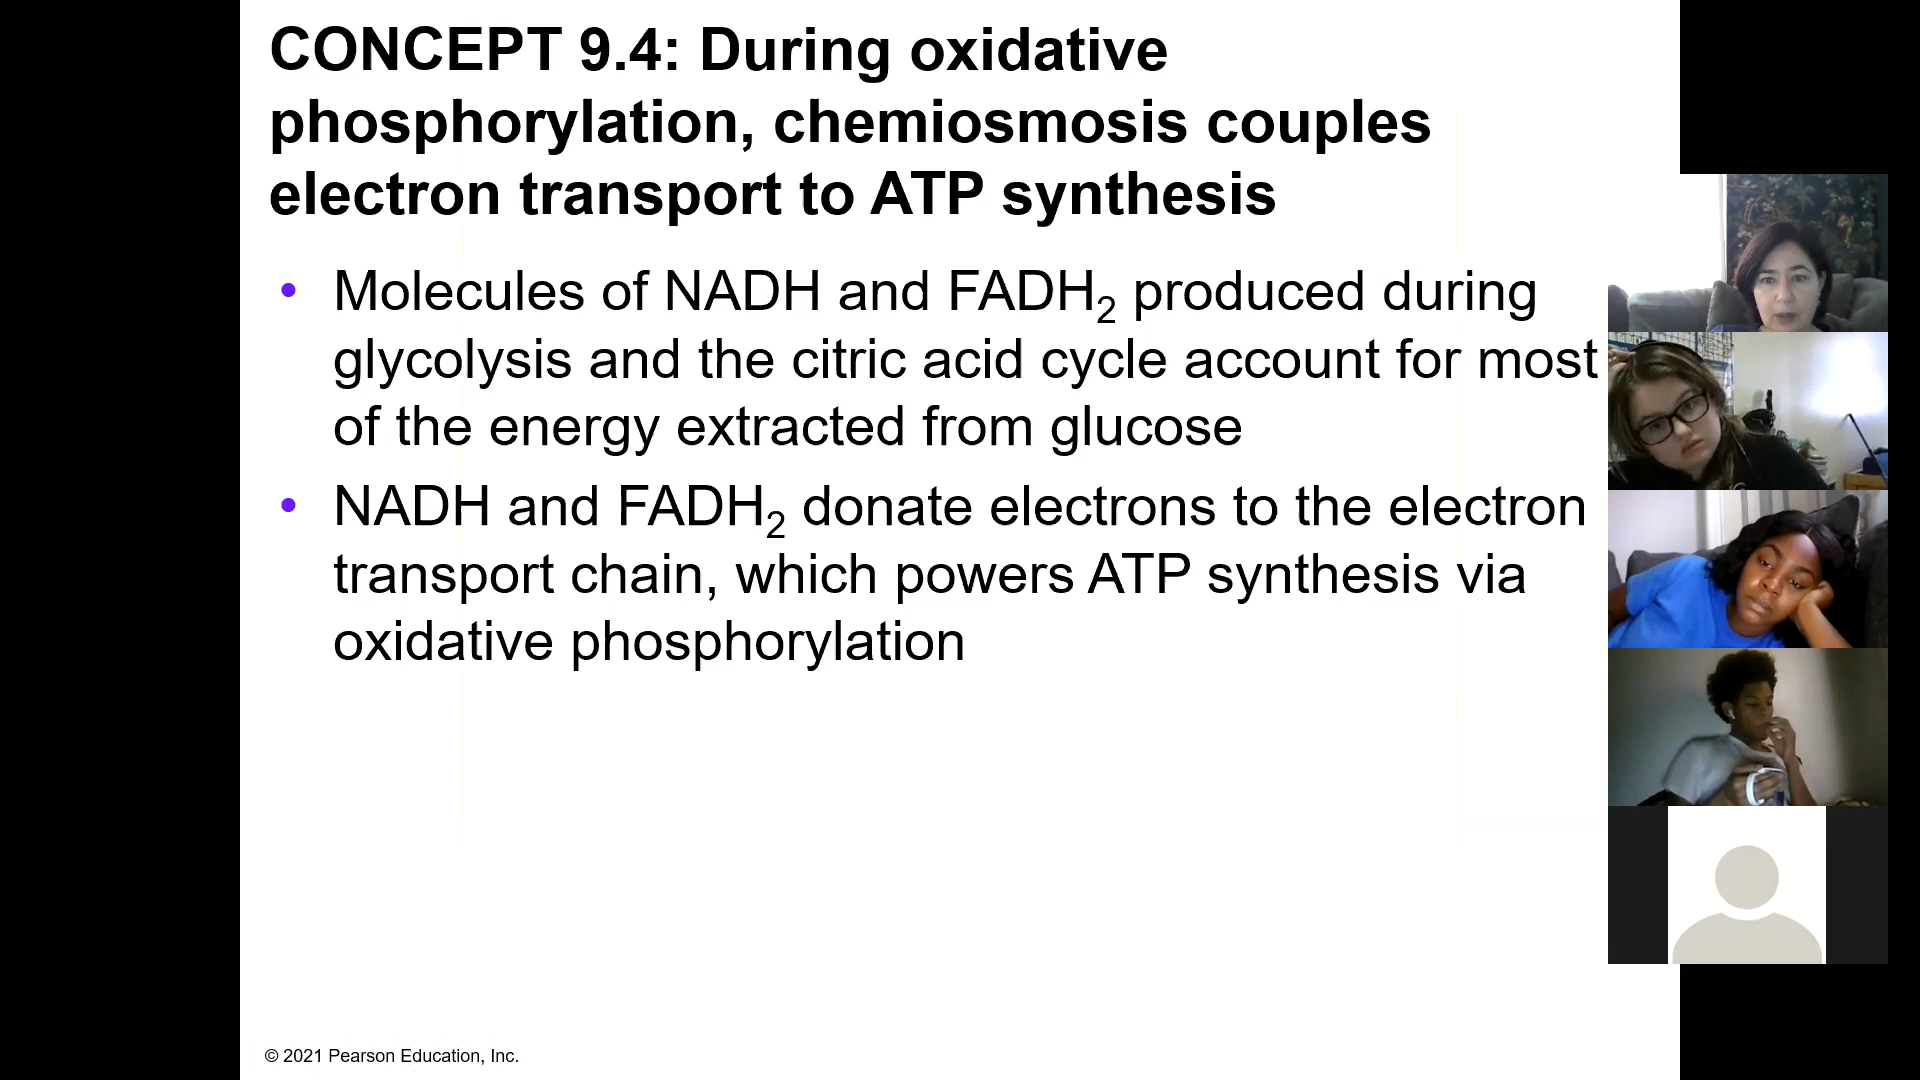 CONCEPT 9.4: During oxidative
phosphorylation, chemiosmosis couples
electron transport to ATP synthesis
• Molecules of NADH and FADH₂ produced during
glycolysis and the citric acid cycle account for most
of the energy extracted from glucose
• NADH and FADH₂ donate electrons to the electron
transport chain, which powers ATP synthesis via
oxidative phosphorylation
© 2021 Pearson Education, Inc.